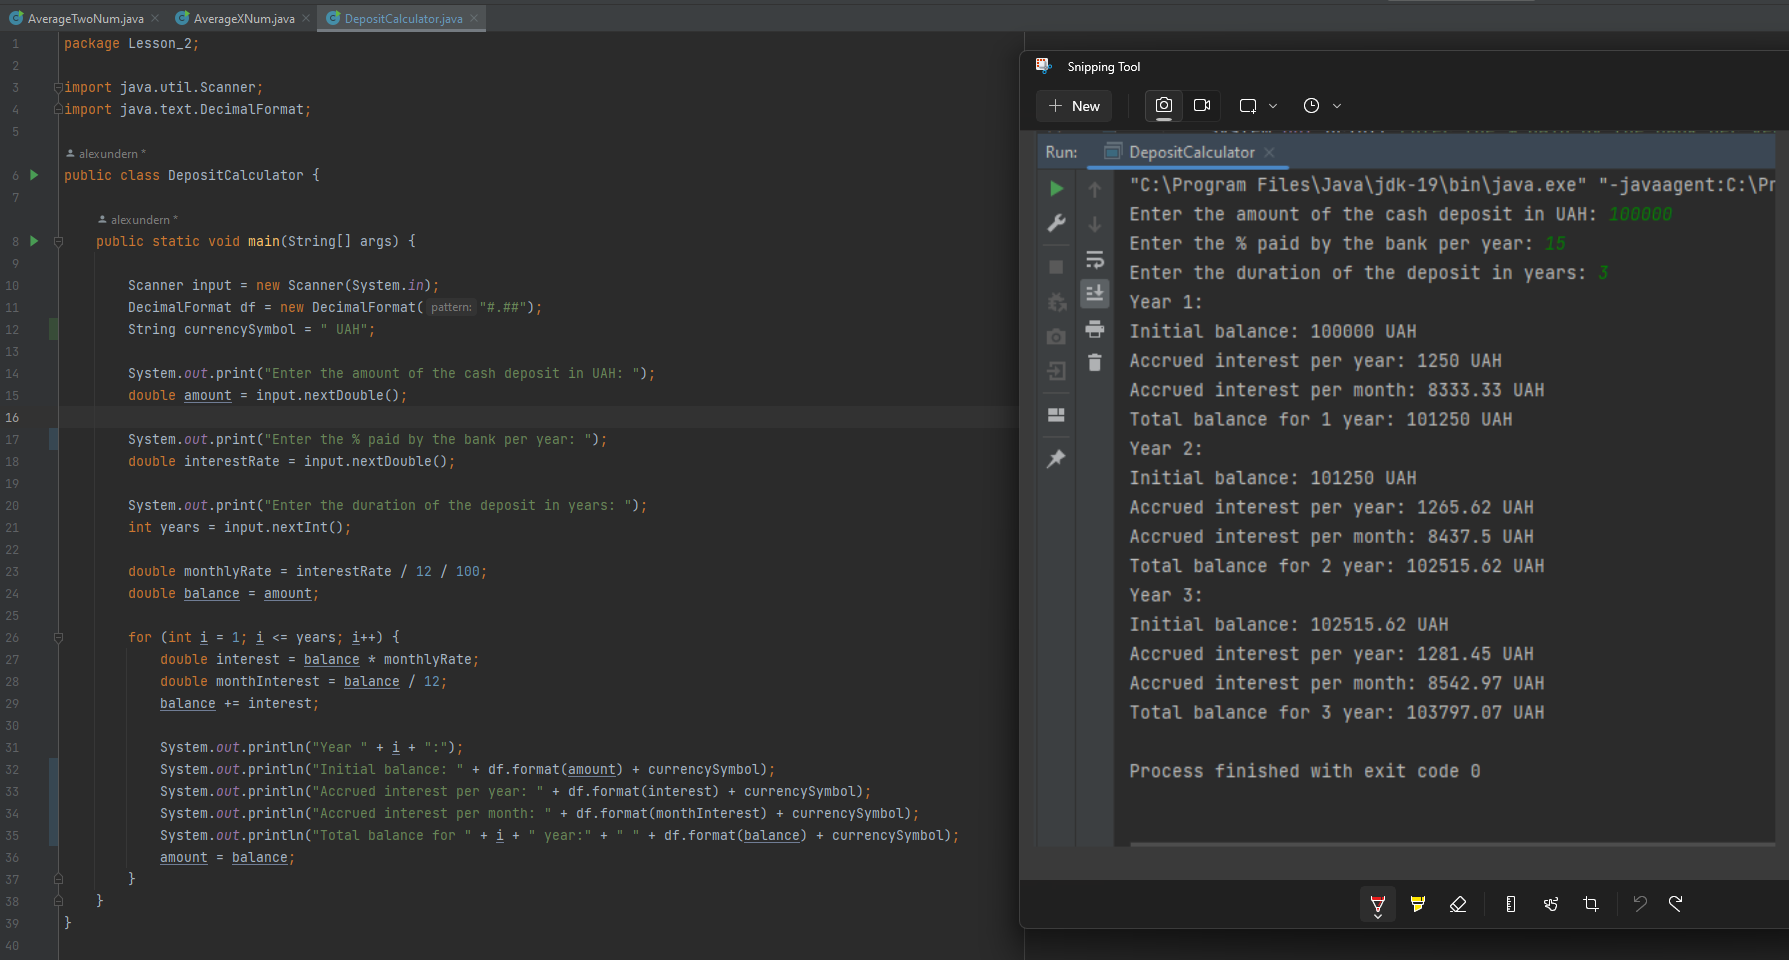 AverageTwoNum.java
AverageXNum.java
DepositCalculator.java
1 package Lesson_2;
2
3 import java.util.Scanner;
4 import java.text.DecimalFormat;
5
alexundern *
6 public class DepositCalculator {
7
alexundern *
8 public static void main(String[] args) {
9
10 Scanner input = new Scanner(System.in);
11 DecimalFormat df = new DecimalFormat( pattern: "#.##");
12 String currencySymbol = " UAH";
13
14 System.out.print("Enter the amount of the cash deposit in UAH: ");
15 double amount = input.nextDouble();
16
17 System.out.print("Enter the % paid by the bank per year: ");
18 double interestRate = input.nextDouble();
19
20 System.out.print("Enter the duration of the deposit in years: ");
21 int years = input.nextInt();
22
23 double monthlyRate = interestRate / 12 / 100;
24 double balance = amount;
25
26 for (int i = 1; i <= years; i++) {
27 double interest = balance * monthlyRate;
28 double monthInterest = balance / 12;
29 balance += interest;
30
31 System.out.println("Year " + i + ":");
32 System.out.println("Initial balance: " + df.format(amount) + currencySymbol);
33 System.out.println("Accrued interest per year: " + df.format(interest) + currencySymbol);
34 System.out.println("Accrued interest per month: " + df.format(monthInterest) + currencySymbol);
35 System.out.println("Total balance for " + i + " year:" + " " + df.format(balance) + currencySymbol);
36 amount = balance;
37 }
38 }
39 }
40
Snipping Tool
New
Run: DepositCalculator
"C:\Program Files\Java\jdk-19\bin\java.exe" "-javaagent:C:\Pr
Enter the amount of the cash deposit in UAH: 100000
Enter the % paid by the bank per year: 15
Enter the duration of the deposit in years: 3
Year 1:
Initial balance: 100000 UAH
Accrued interest per year: 1250 UAH
Accrued interest per month: 8333.33 UAH
Total balance for 1 year: 101250 UAH
Year 2:
Initial balance: 101250 UAH
Accrued interest per year: 1265.62 UAH
Accrued interest per month: 8437.5 UAH
Total balance for 2 year: 102515.62 UAH
Year 3:
Initial balance: 102515.62 UAH
Accrued interest per year: 1281.45 UAH
Accrued interest per month: 8542.97 UAH
Total balance for 3 year: 103797.07 UAH
Process finished with exit code 0